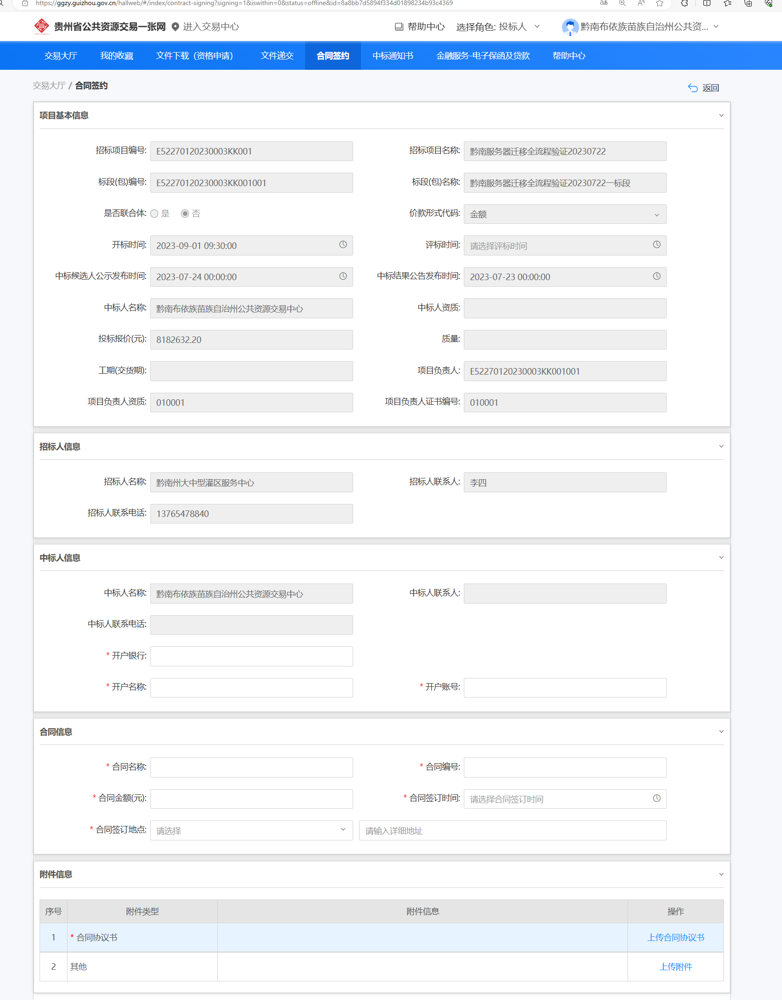 https://ggzy.guizhou.gov.cn/hallweb/#/index/contract-signing?signing=1&iswithin=0&status=offline&id=8a8bb7d5894f334d01898234b93c4369
贵州省公共资源交易一张网 进入交易中心 帮助中心 选择角色: 投标人 黔南布依族苗族自治州公共资...
交易大厅 我的收藏 文件下载（资格申请） 文件递交 合同签约 中标通知书 金融服务-电子保函及贷款 帮助中心
交易大厅 / 合同签约 返回
项目基本信息
招标项目编号: E52270120230003KK001 招标项目名称: 黔南服务器迁移全流程验证20230722
标段(包)编号: E52270120230003KK001001 标段(包)名称: 黔南服务器迁移全流程验证20230722一标段
是否联合体: 是 否 价款形式代码: 金额
开标时间: 2023-09-01 09:30:00 评标时间: 请选择评标时间
中标候选人公示发布时间: 2023-07-24 00:00:00 中标结果公告发布时间: 2023-07-23 00:00:00
中标人名称: 黔南布依族苗族自治州公共资源交易中心 中标人资质:
投标报价(元): 8182632.20 质量:
工期(交货期): 项目负责人: E52270120230003KK001001
项目负责人资质: 010001 项目负责人证书编号: 010001
招标人信息
招标人名称: 黔南州大中型灌区服务中心 招标人联系人: 李四
招标人联系电话: 13765478840
中标人信息
中标人名称: 黔南布依族苗族自治州公共资源交易中心 中标人联系人:
中标人联系电话:
* 开户银行:
* 开户名称: * 开户账号:
合同信息
* 合同名称: * 合同编号:
* 合同金额(元): * 合同签订时间: 请选择合同签订时间
* 合同签订地点: 请选择 请输入详细地址
附件信息
序号 附件类型 附件信息 操作
1 * 合同协议书 上传合同协议书
2 其他 上传附件